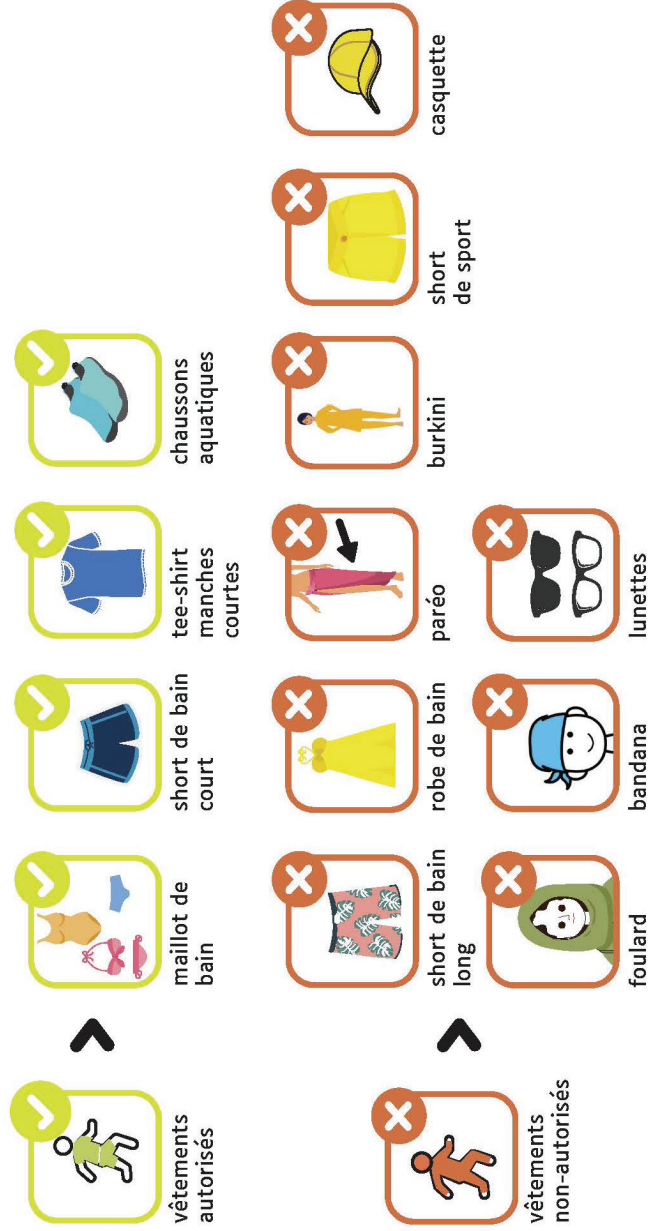 vêtements
autorisés
maillot de
bain
short de bain
court
tee-shirt
manches
courtes
chaussons
aquatiques
vêtements
non-autorisés
short de bain
long
robe de bain
paréo
burkini
short
de sport
casquette
foulard
bandana
lunettes